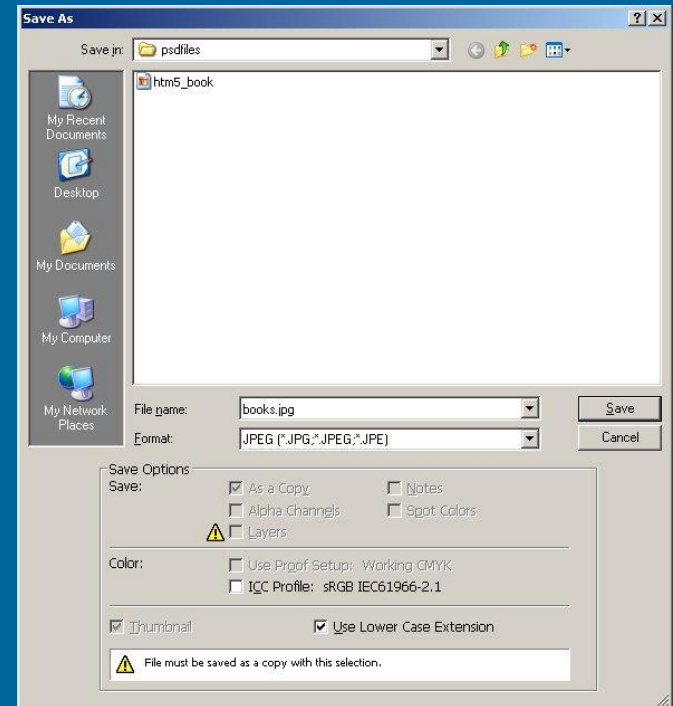 Save As
Save in: psdfiles
htm5_book
My Recent
Documents
Desktop
My Documents
My Computer
My Network
Places
File name: books.jpg Save
Format: JPEG (*.JPG;*.JPEG;*.JPE) Cancel
Save Options
Save: As a Copy Notes
Alpha Channels Spot Colors
Layers
Color: Use Proof Setup: Working CMYK
ICC Profile: sRGB IEC61966-2.1
Thumbnail Use Lower Case Extension
File must be saved as a copy with this selection.